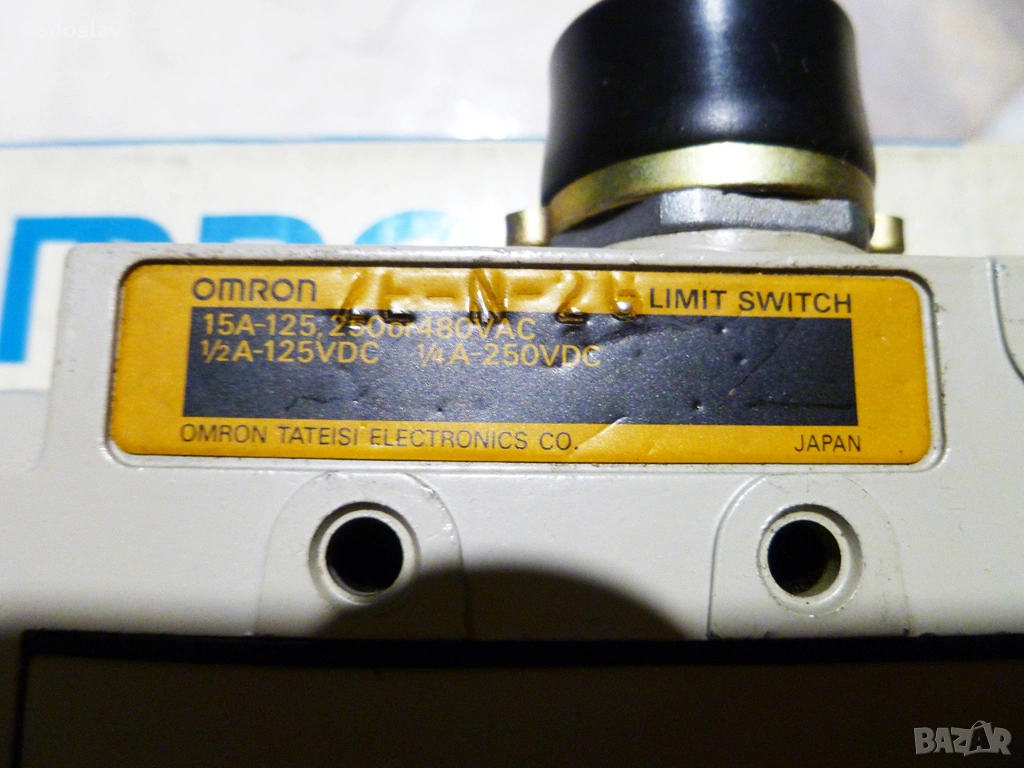 OMRON ZE-N-2G LIMIT SWITCH
15A-125, 250or480VAC
1/2A-125VDC 1/4A-250VDC
OMRON TATEISI ELECTRONICS CO. JAPAN
BAZAR